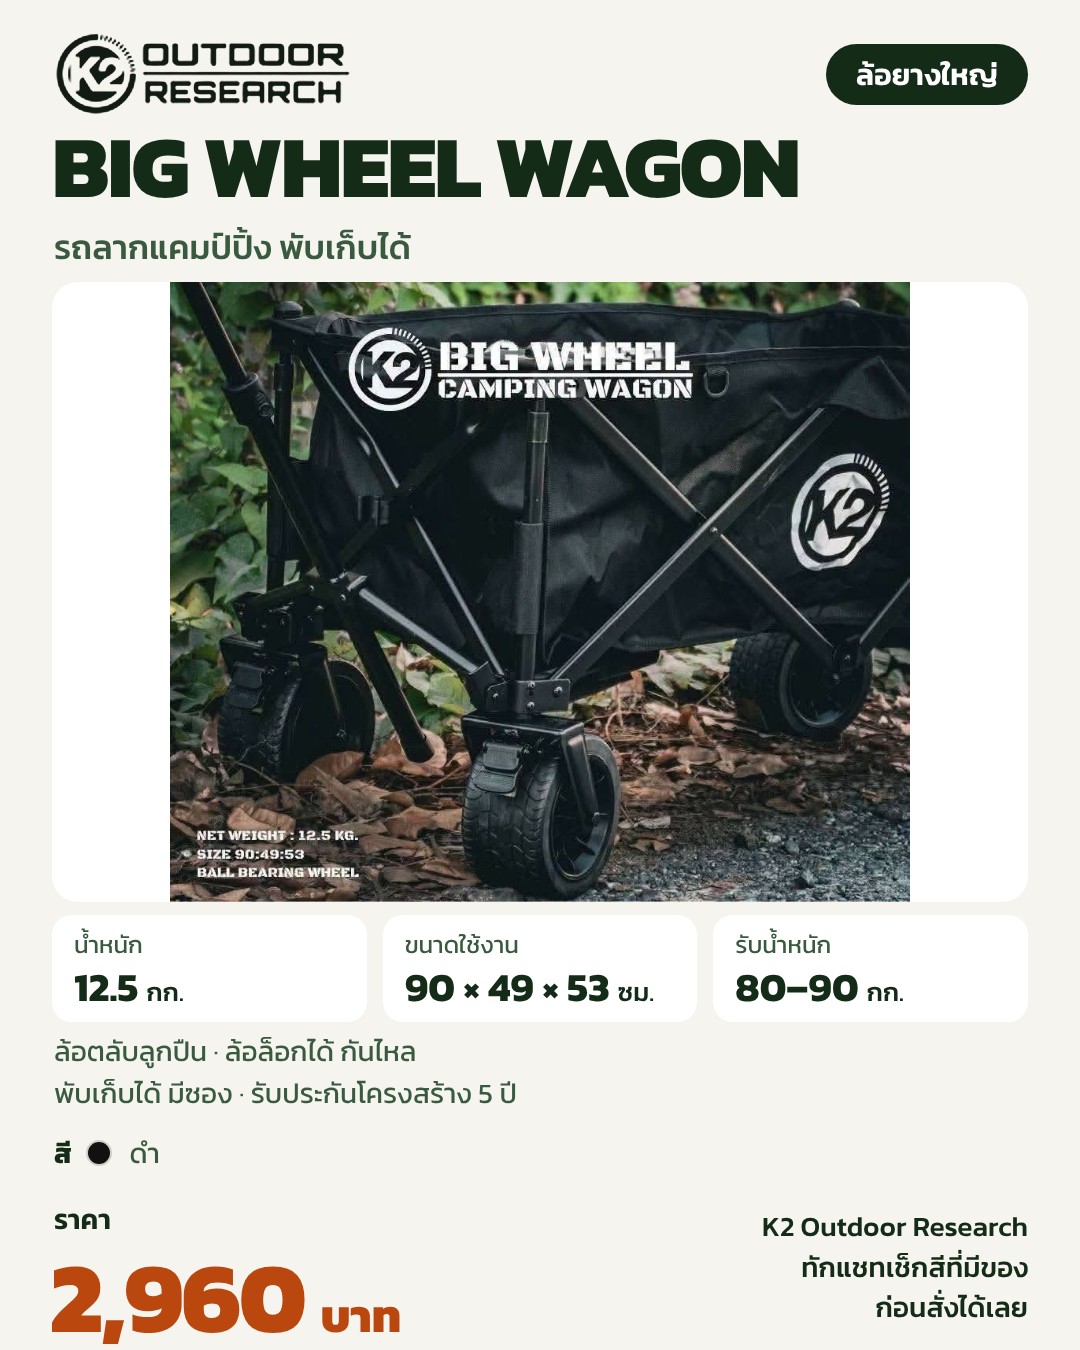 K2 OUTDOOR
RESEARCH
ล้อยางใหญ่
BIG WHEEL WAGON
รถลากแคมป์ปิ้ง พับเก็บได้
K2 BIG WHEEL
CAMPING WAGON
K2
NET WEIGHT : 12.5 KG.
SIZE 90:49:53
BALL BEARING WHEEL
น้ำหนัก
12.5 กก.
ขนาดใช้งาน
90 × 49 × 53 ซม.
รับน้ำหนัก
80–90 กก.
ล้อตลับลูกปืน · ล้อล็อกได้ กันไหล
พับเก็บได้ มีซอง · รับประกันโครงสร้าง 5 ปี
สี ดำ
ราคา
2,960 บาท
K2 Outdoor Research
ทักแชทเช็กสีที่มีของ
ก่อนสั่งได้เลย